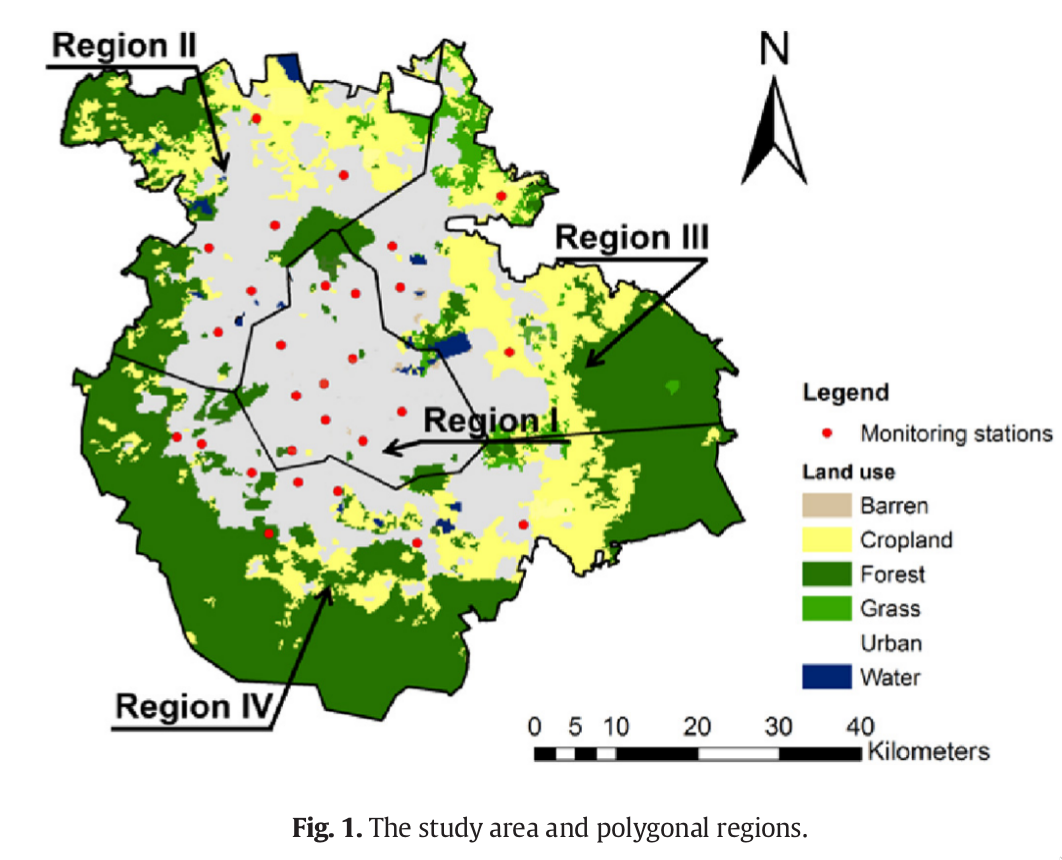 Region II
N
Region III
Legend
Monitoring stations
Region I
Land use
Barren
Cropland
Forest
Grass
Urban
Water
Region IV
0 5 10 20 30 40
Kilometers
Fig. 1. The study area and polygonal regions.